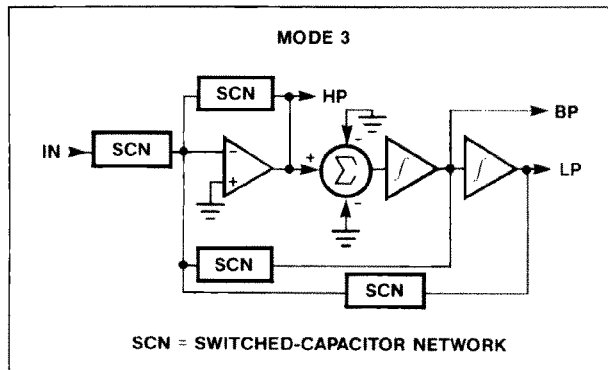 MODE 3
SCN
HP
BP
IN
SCN
-
+
+
-
Σ
-
∫
∫
LP
SCN
SCN
SCN = SWITCHED-CAPACITOR NETWORK